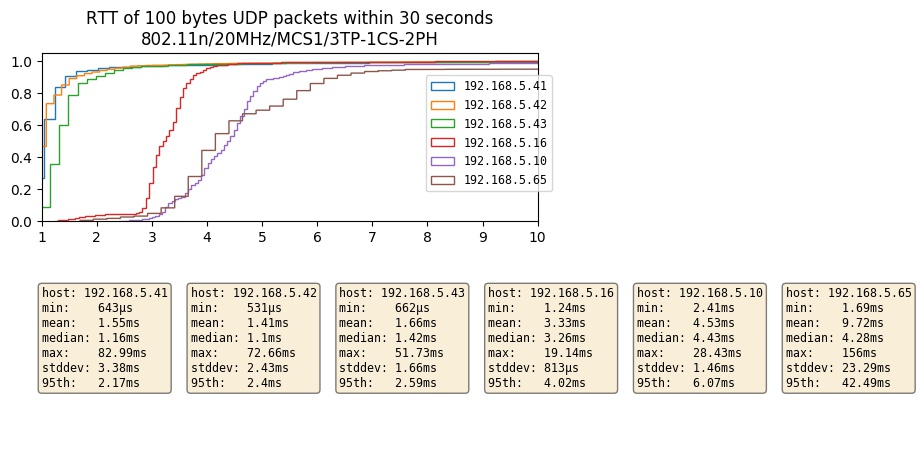 RTT of 100 bytes UDP packets within 30 seconds
802.11n/20MHz/MCS1/3TP-1CS-2PH
1.0
0.8
0.6
0.4
0.2
0.0
1 2 3 4 5 6 7 8 9 10
192.168.5.41
192.168.5.42
192.168.5.43
192.168.5.16
192.168.5.10
192.168.5.65
host: 192.168.5.41
min: 643µs
mean: 1.55ms
median: 1.16ms
max: 82.99ms
stddev: 3.38ms
95th: 2.17ms
host: 192.168.5.42
min: 531µs
mean: 1.41ms
median: 1.1ms
max: 72.66ms
stddev: 2.43ms
95th: 2.4ms
host: 192.168.5.43
min: 662µs
mean: 1.66ms
median: 1.42ms
max: 51.73ms
stddev: 1.66ms
95th: 2.59ms
host: 192.168.5.16
min: 1.24ms
mean: 3.33ms
median: 3.26ms
max: 19.14ms
stddev: 813µs
95th: 4.02ms
host: 192.168.5.10
min: 2.41ms
mean: 4.53ms
median: 4.43ms
max: 28.43ms
stddev: 1.46ms
95th: 6.07ms
host: 192.168.5.65
min: 1.69ms
mean: 9.72ms
median: 4.28ms
max: 156ms
stddev: 23.29ms
95th: 42.49ms